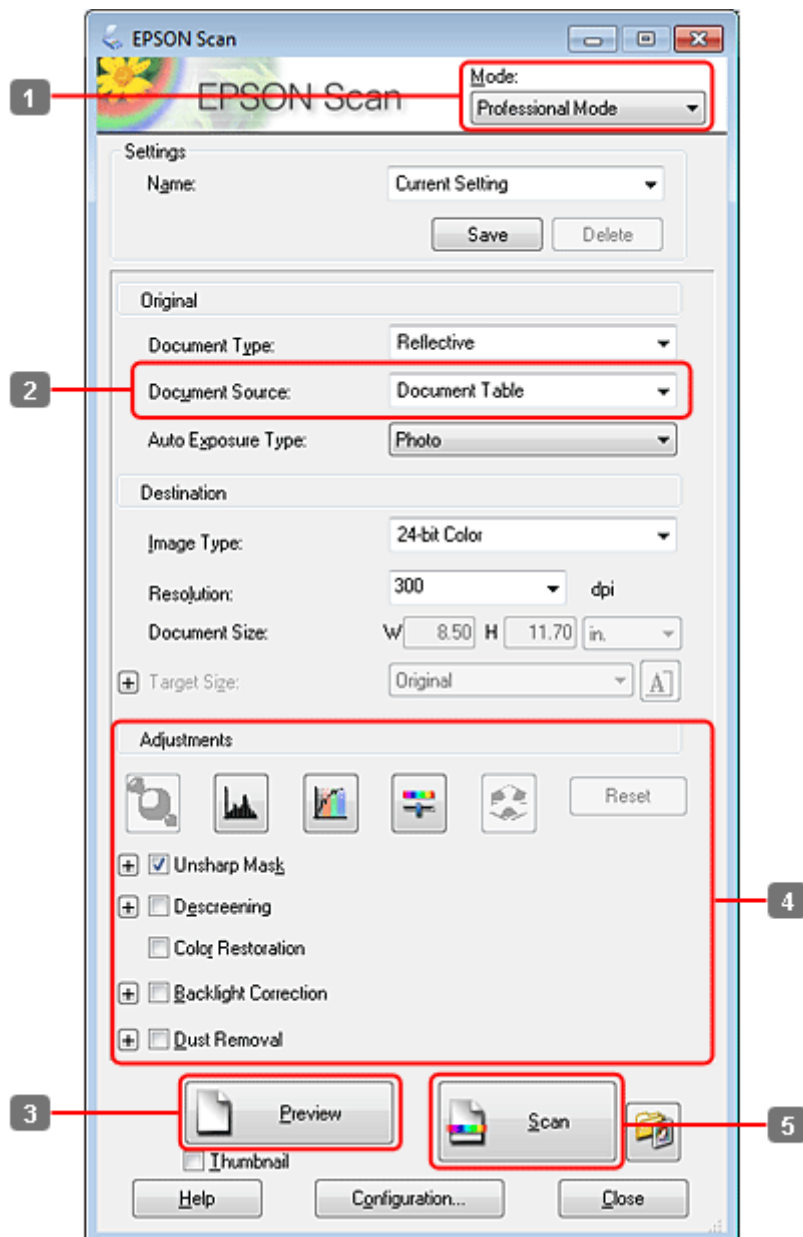 EPSON Scan
EPSON Scan
Mode:
1
Professional Mode
Settings
Name: Current Setting
Save Delete
Original
Document Type: Reflective
2 Document Source: Document Table
Auto Exposure Type: Photo
Destination
Image Type: 24-bit Color
Resolution: 300 dpi
Document Size: W 8.50 H 11.70 in.
Target Size: Original A
Adjustments
Reset
Unsharp Mask
4
Descreening
Color Restoration
Backlight Correction
Dust Removal
3 Preview Scan 5
Thumbnail
Help Configuration... Close